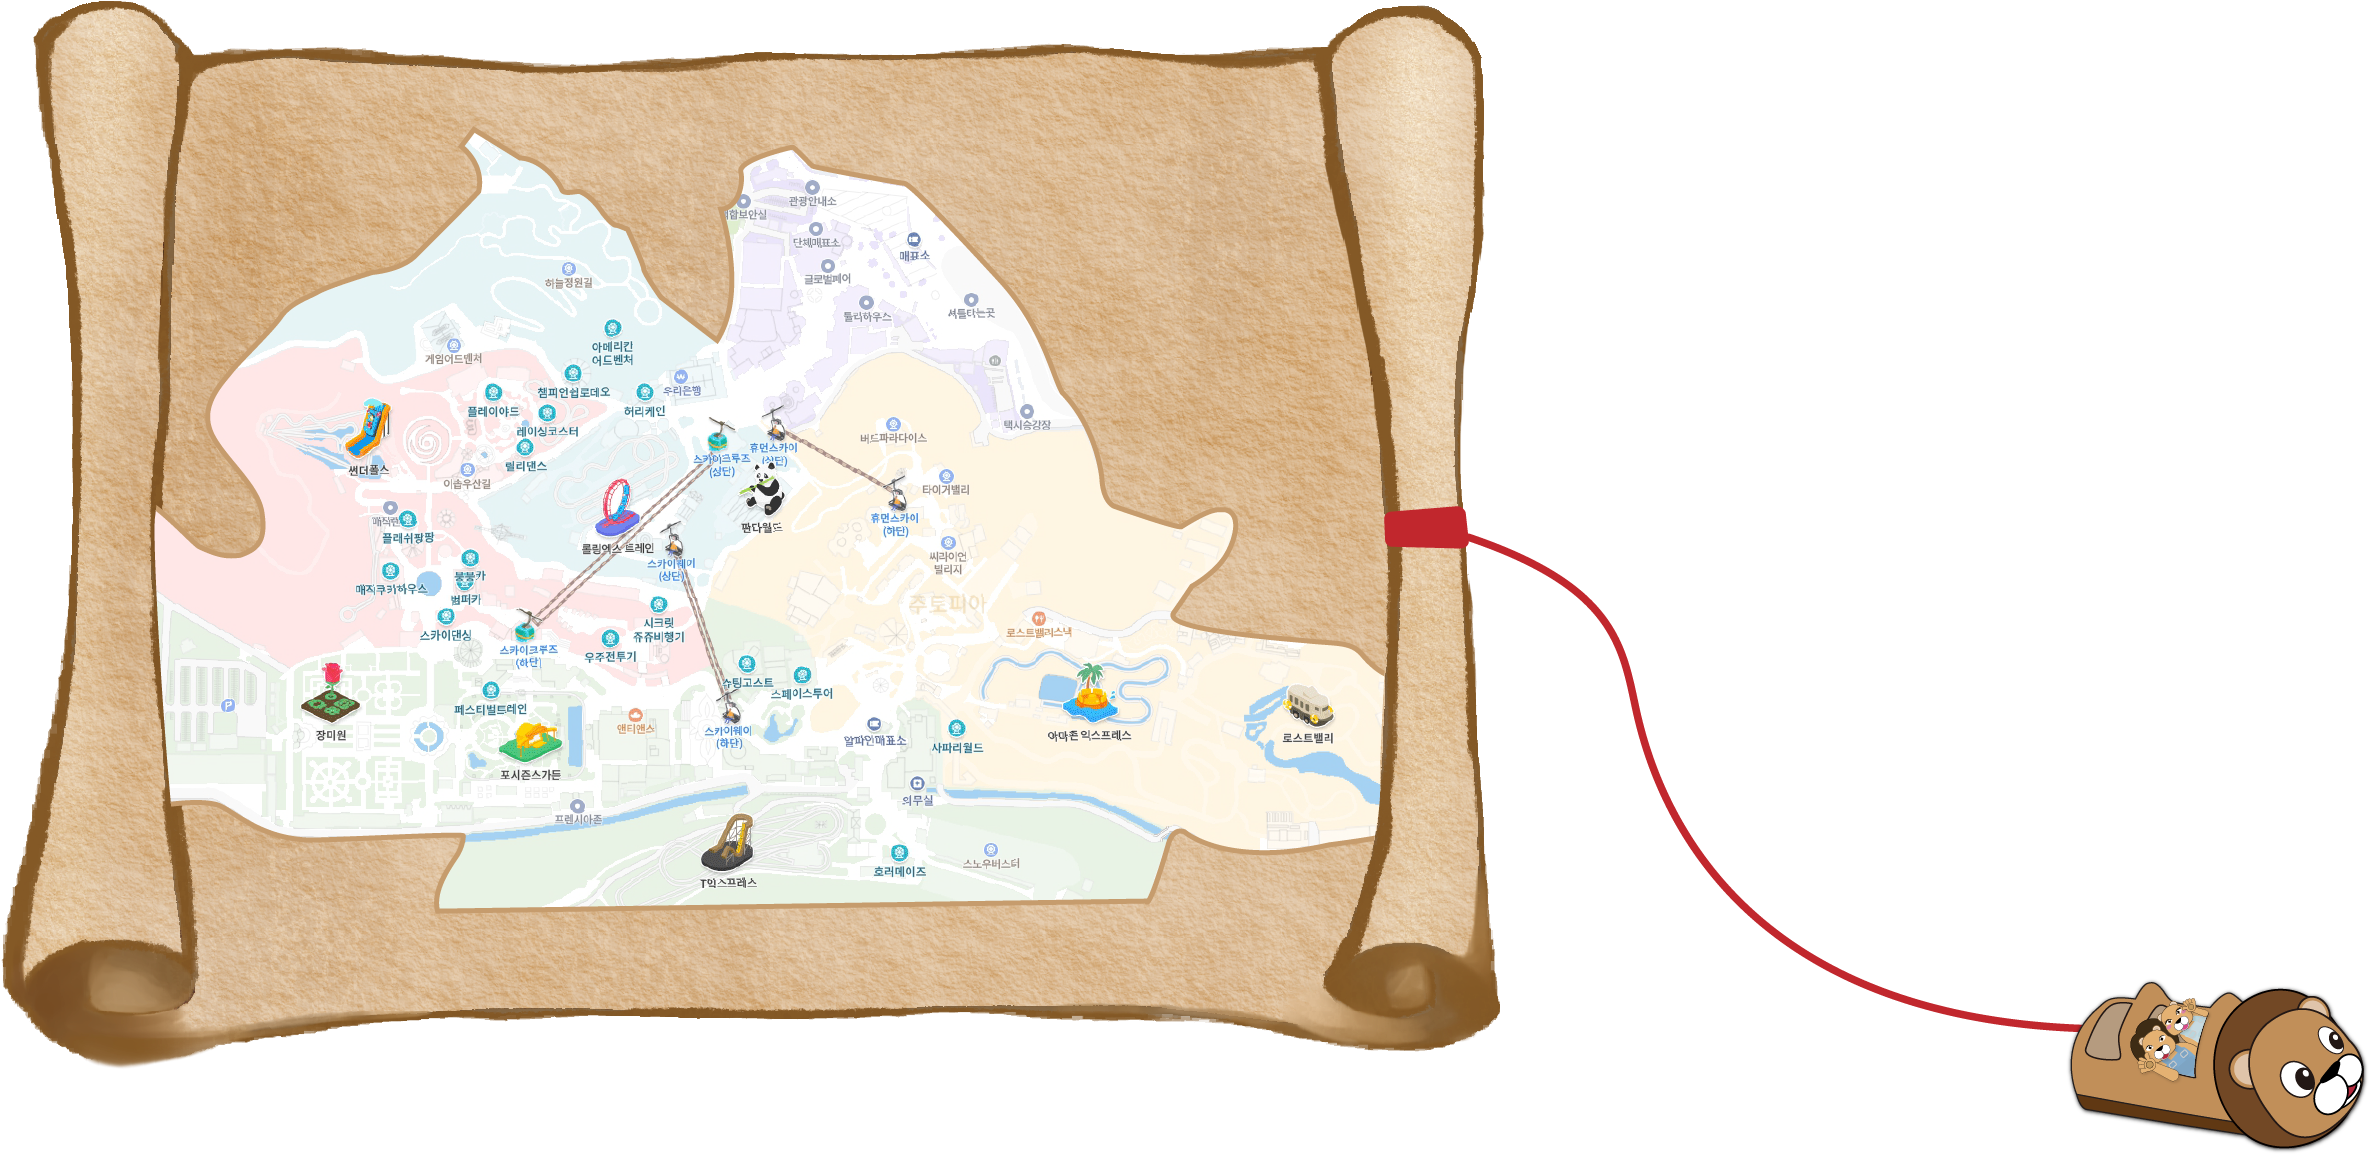 관광안내소
합보안실
단체매표소
매표소
글로벌페어
하늘정원길
셔틀타는곳
툴리하우스
아메리칸
어드벤처
게임어드벤처
챔피언쉽로데오
우리은행
플레이야드
허리케인
레이싱코스터
택시승강장
버드파라다이스
휴먼스카이
(상단)
스카이크루즈
(상단)
릴리댄스
썬더폴스
이솝우산길
타이거밸리
휴먼스카이
(하단)
판다월드
매직랜
플래쉬팡팡
롤링엑스 트레인
스카이웨이
(상단)
씨라이언
빌리지
붕붕카
매직쿠키하우스
범퍼카
추토피아
시크릿
쥬쥬비행기
스카이댄싱
로스트밸리스낵
스카이크루즈
(하단)
우주전투기
슈팅고스트
스페이스투어
P
페스티벌트레인
장미원
앤티앤스
스카이웨이
(하단)
알파인매표소
사파리월드
아마존 익스프레스
로스트밸리
포시즌스가든
의무실
프렌시아존
호러메이즈
스노우버스터
T익스프레스